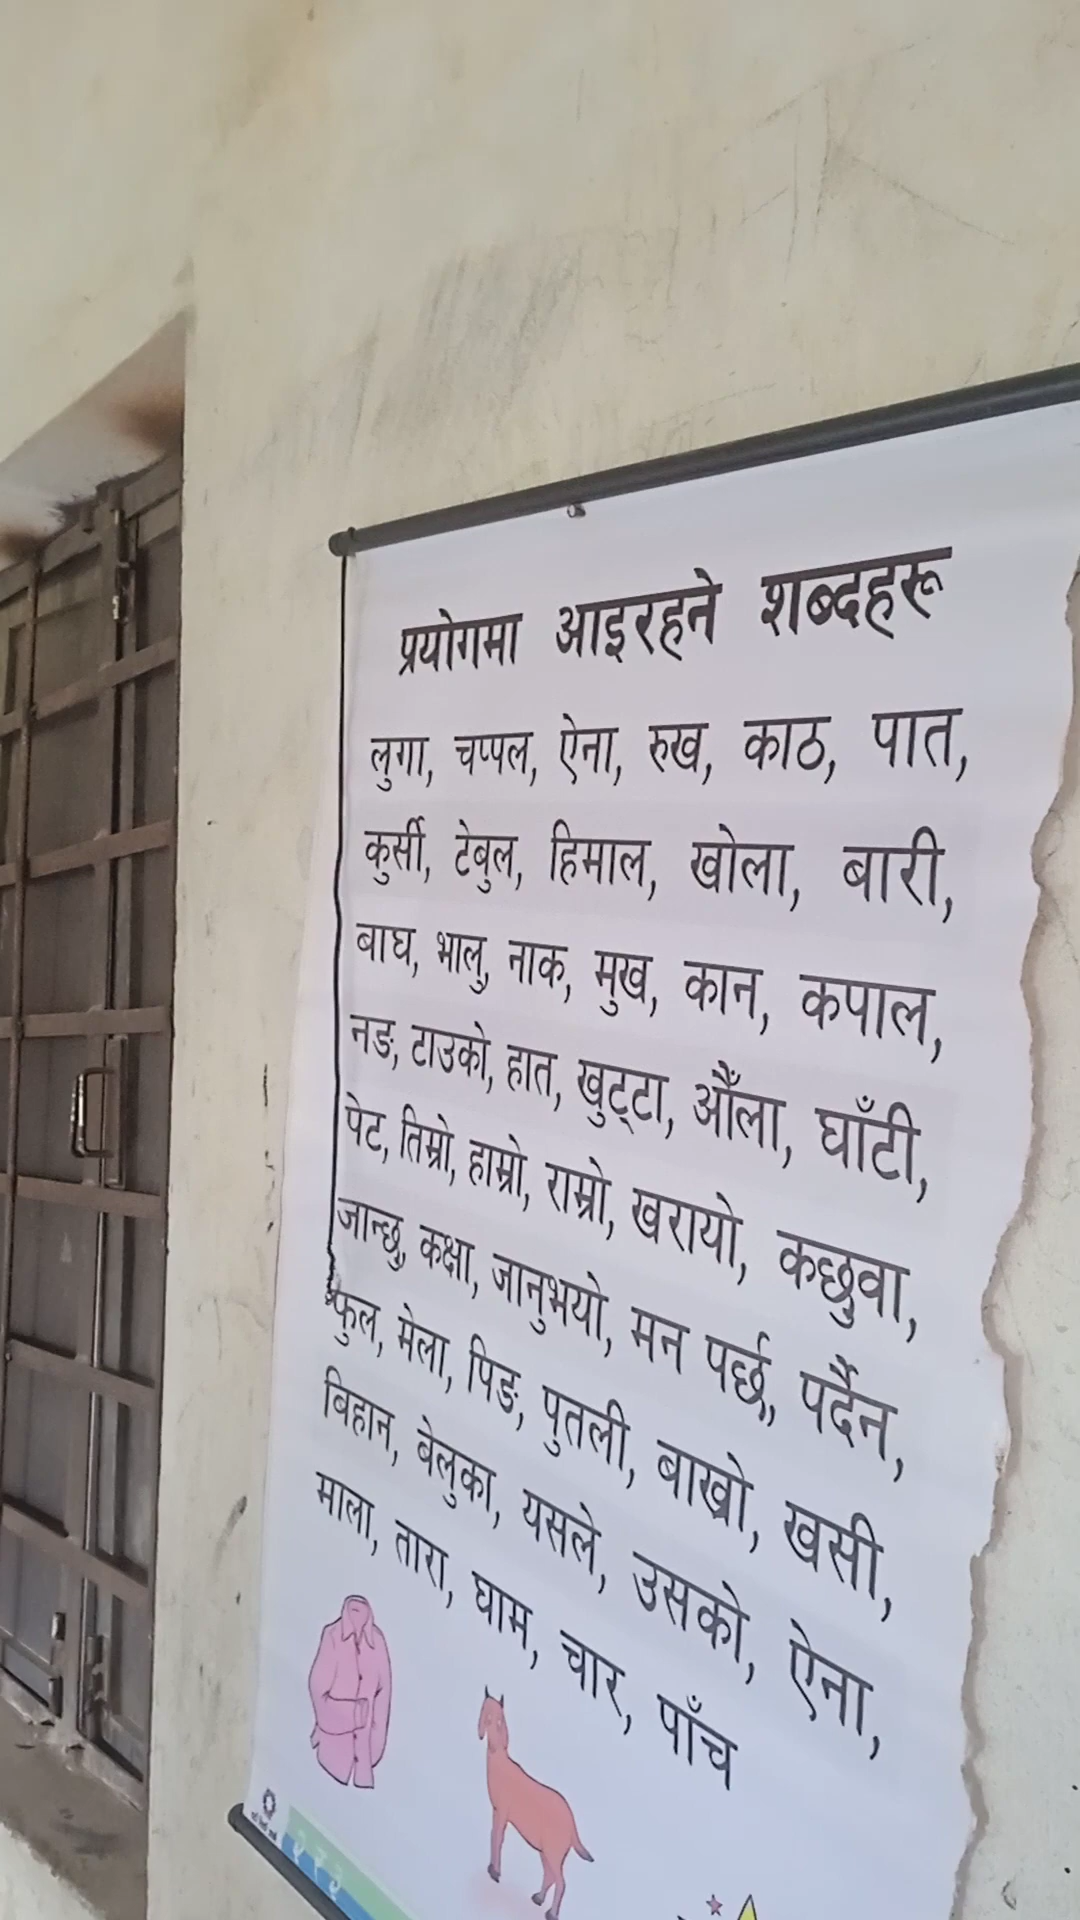 प्रयोगमा आइरहने शब्दहरू
लुगा, चप्पल, ऐना, रुख, काठ, पात,
कुर्सी, टेबुल, हिमाल, खोला, बारी,
बाघ, भालु, नाक, मुख, कान, कपाल,
नङ, टाउको, हात, खुट्टा, औँला, घाँटी,
पेट, तिम्रो, हाम्रो, राम्रो, खरायो, कछुवा,
जान्छु, कक्षा, जानुभयो, मन पर्छ, पर्दैन,
फुल, मेला, पिङ, पुतली, बाख्रो, खसी,
बिहान, बेलुका, यसले, उसको, ऐना,
माला, तारा, घाम, चार, पाँच